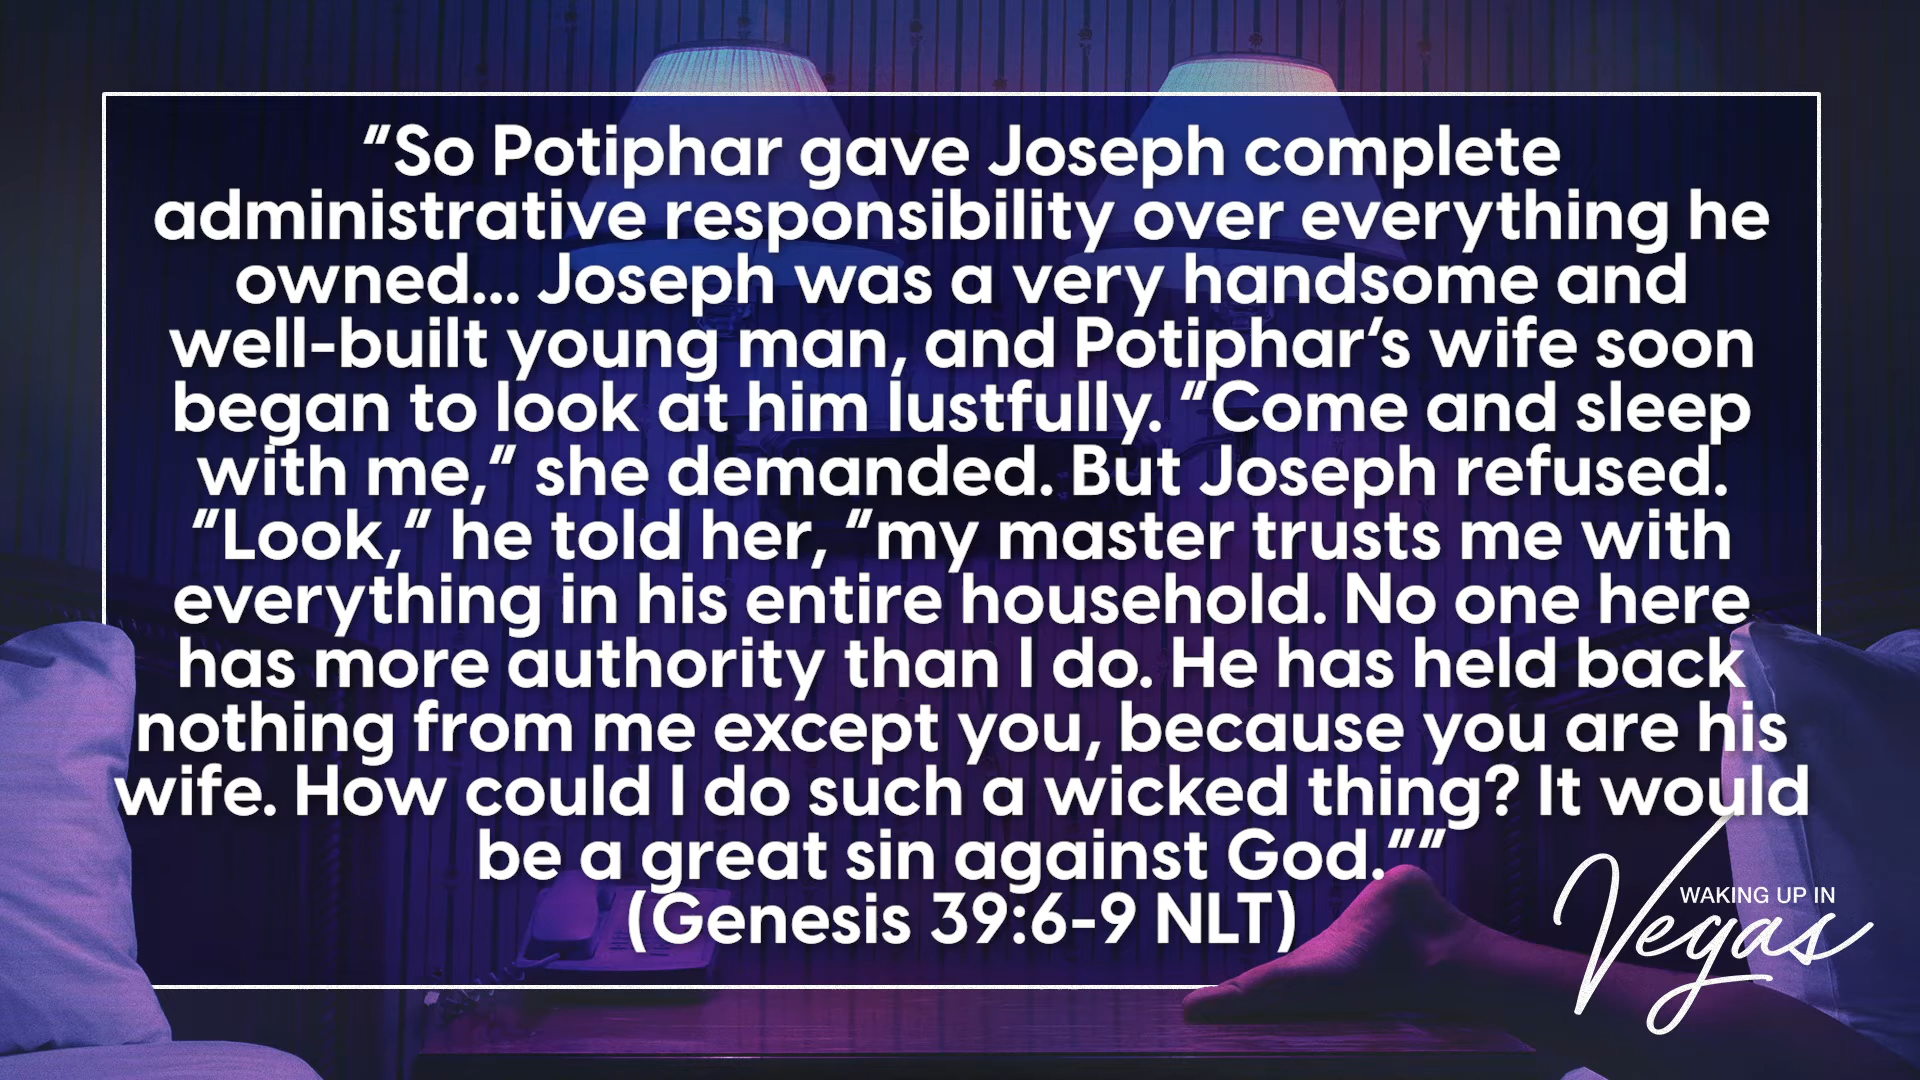 “So Potiphar gave Joseph complete
administrative responsibility over everything he
owned... Joseph was a very handsome and
well-built young man, and Potiphar’s wife soon
began to look at him lustfully. “Come and sleep
with me,” she demanded. But Joseph refused.
“Look,” he told her, “my master trusts me with
everything in his entire household. No one here
has more authority than I do. He has held back
nothing from me except you, because you are his
wife. How could I do such a wicked thing? It would
be a great sin against God.””
(Genesis 39:6-9 NLT)
WAKING UP IN
Vegas